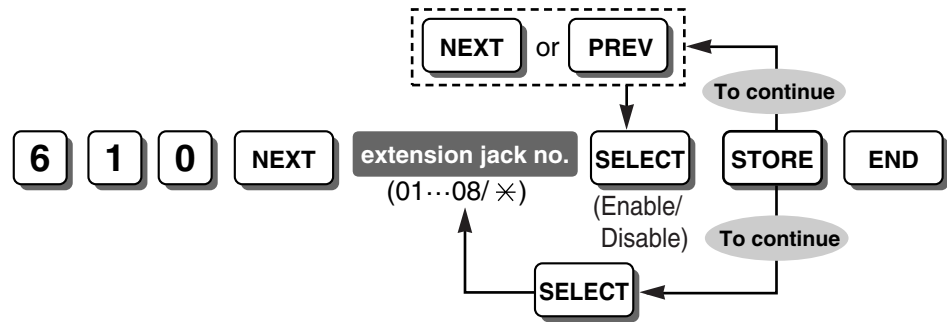 NEXT or PREV
To continue
6 1 0 NEXT extension jack no. SELECT STORE END
(01···08/ ✳)
(Enable/
Disable)
To continue
SELECT